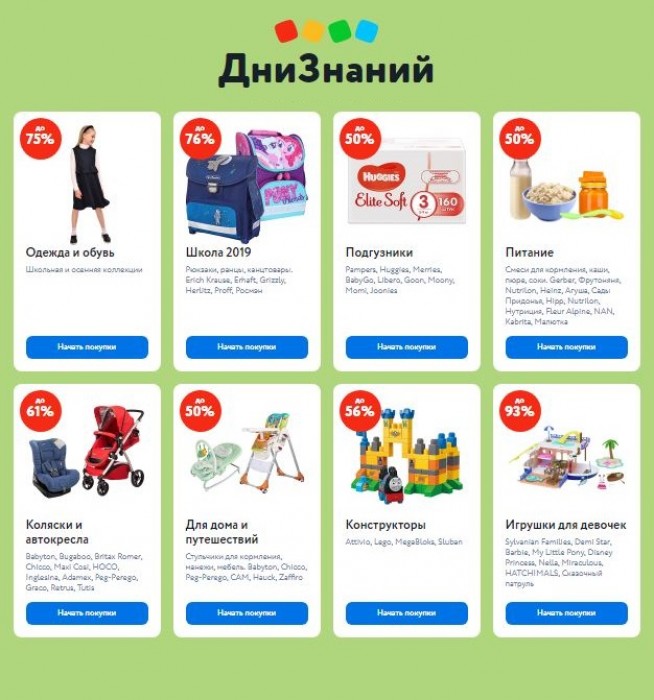 ДниЗнаний
до
75%
Одежда и обувь
Школьная и осенняя коллекции
Начать покупки
до
76%
Школа 2019
Рюкзаки, ранцы, канцтовары.
Erich Krause, Erhaft, Grizzly,
Herlitz, Proff, Росмэн
Начать покупки
до
50%
HUGGIES
Elite Soft
3
160
Подгузники
Pampers, Huggies, Merries,
BabyGo, Libero, Goon, Moony,
Momi, Joonies
Начать покупки
до
50%
Питание
Смеси для кормления, каши,
пюре, соки. Gerber, Фрутоняня,
Nutrilon, Heinz, Агуша, Сады
Придонья, Hipp, Nutrilon,
Нутриция, Fleur Alpine, NAN,
Kabrita, Малютка
Начать покупки
до
61%
Коляски и
автокресла
Babyton, Bugaboo, Britax Romer,
Chicco, Maxi Cosi, HOCO,
Inglesina, Adamex, Peg-Perego,
Graco, Retrus, Tutis
Начать покупки
до
50%
Для дома и
путешествий
Стульчики для кормления,
манежи, мебель. Babyton, Chicco,
Peg-Perego, CAM, Hauck, Zaffiro
Начать покупки
до
56%
Конструкторы
Attivio, Lego, MegaBloks, Sluban
Начать покупки
до
93%
Игрушки для девочек
Sylvanian Families, Demi Star,
Barbie, My Little Pony, Disney
Princess, Nella, Miraculous,
HATCHIMALS, Сказочный
патруль
Начать покупки